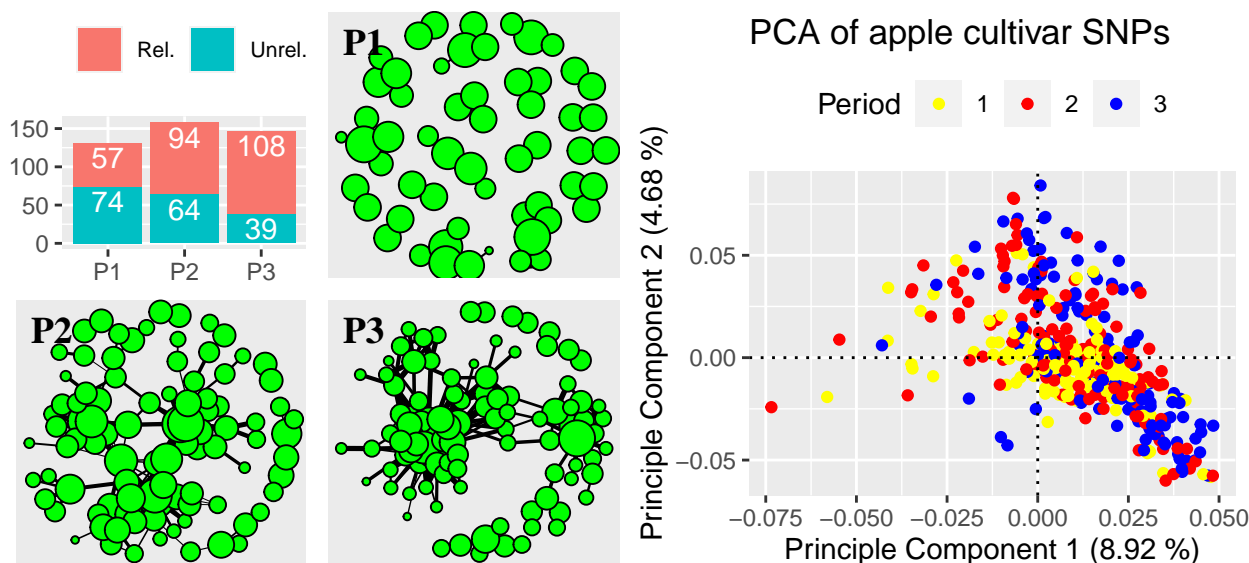 Rel. Unrel.
150
100
50
0
57
74
94
64
108
39
P1 P2 P3
P1
P2
P3
PCA of apple cultivar SNPs
Period 1 2 3
Principle Component 2 (4.68 %)
0.05
0.00
−0.05
−0.075 −0.050 −0.025 0.000 0.025 0.050
Principle Component 1 (8.92 %)